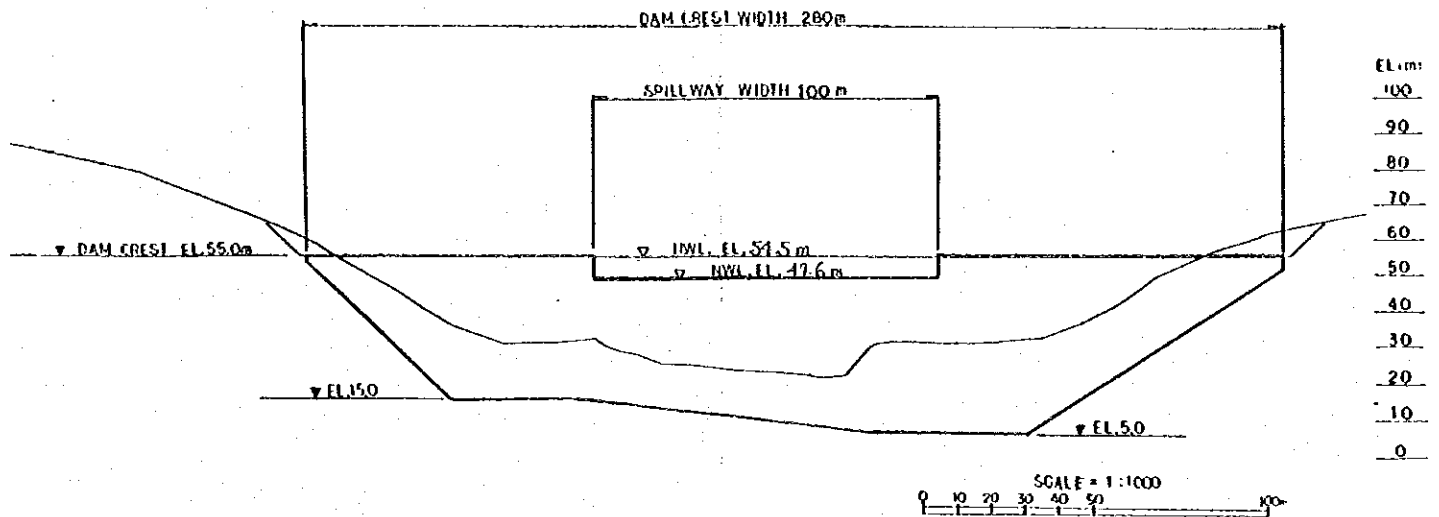 DAM CREST WIDTH 280m
EL(m)
SPILLWAY WIDTH 100 m
100
90
80
70
60
▼ DAM CREST EL.55.0m
▽ HWL. EL. 54.5 m
50
▽ NWL. EL. 47.6 m
40
30
20
▼ EL.15.0
10
▼ EL.5.0
0
SCALE = 1:1000
0 10 20 30 40 50 100m